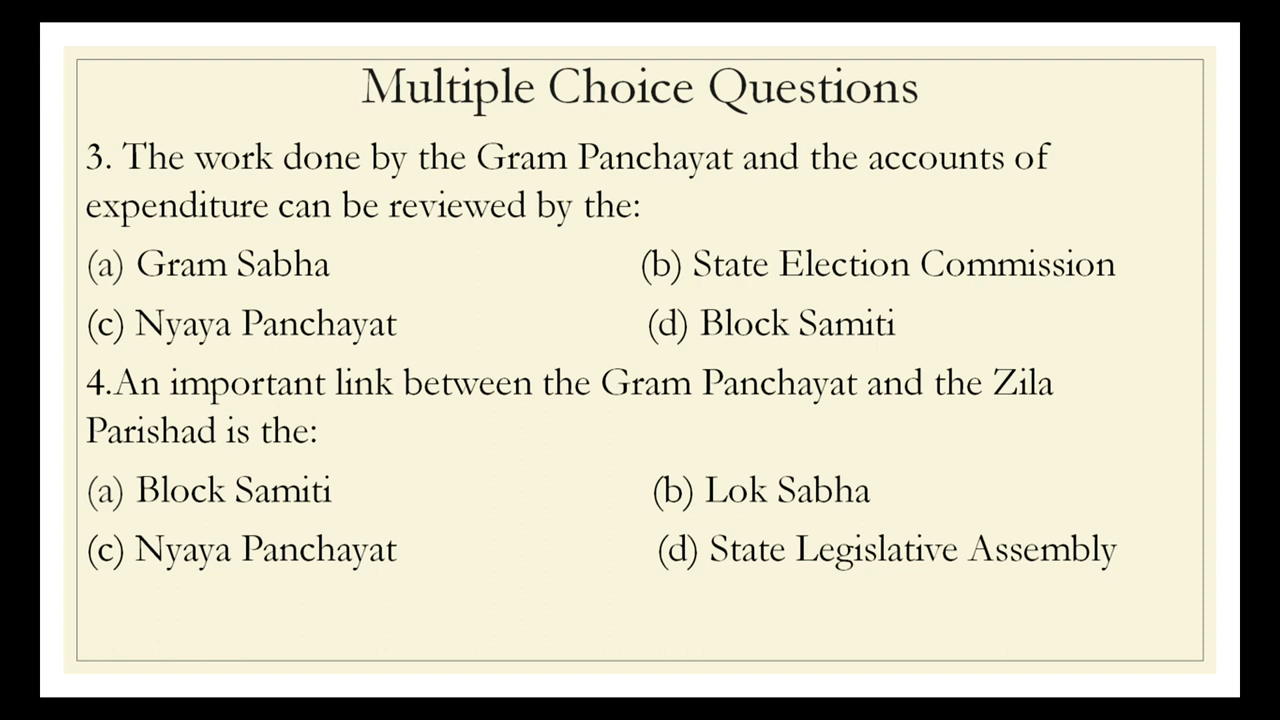 Multiple Choice Questions
3. The work done by the Gram Panchayat and the accounts of
expenditure can be reviewed by the:
(a) Gram Sabha (b) State Election Commission
(c) Nyaya Panchayat (d) Block Samiti
4.An important link between the Gram Panchayat and the Zila
Parishad is the:
(a) Block Samiti (b) Lok Sabha
(c) Nyaya Panchayat (d) State Legislative Assembly